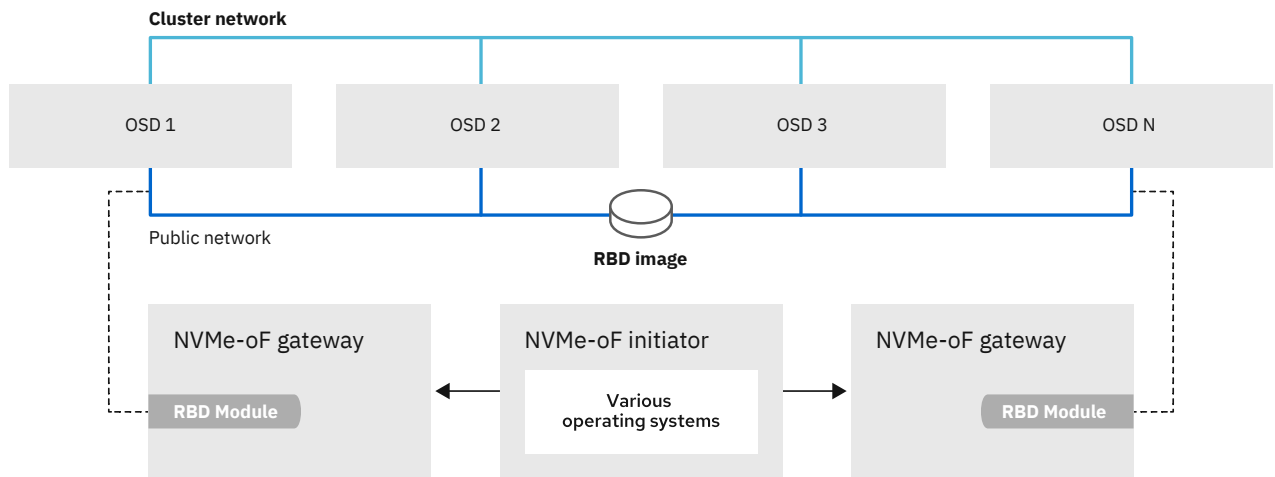 Cluster network
OSD 1
OSD 2
OSD 3
OSD N
Public network
RBD image
NVMe-oF gateway
RBD Module
NVMe-oF initiator
Various
operating systems
NVMe-oF gateway
RBD Module